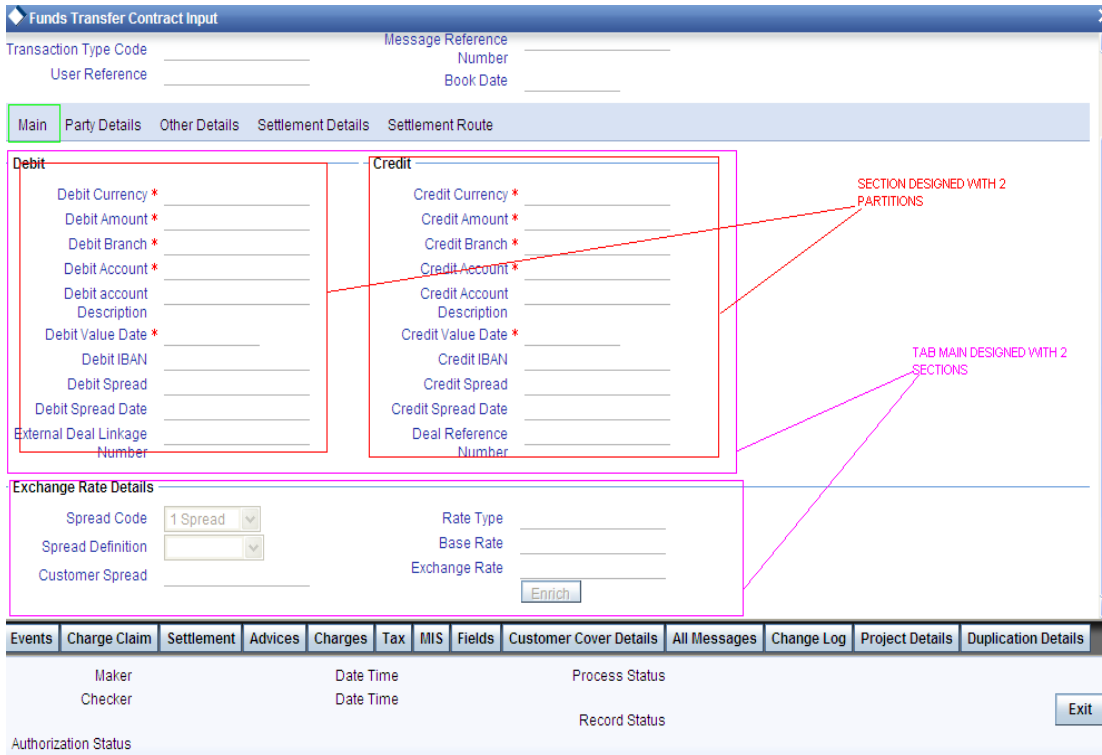 Funds Transfer Contract Input
Transaction Type Code
User Reference
Message Reference
Number
Book Date
Main Party Details Other Details Settlement Details Settlement Route
Debit
Debit Currency *
Debit Amount *
Debit Branch *
Debit Account *
Debit account
Description
Debit Value Date *
Debit IBAN
Debit Spread
Debit Spread Date
External Deal Linkage
Number
Credit
Credit Currency *
Credit Amount *
Credit Branch *
Credit Account *
Credit Account
Description
Credit Value Date *
Credit IBAN
Credit Spread
Credit Spread Date
Deal Reference
Number
SECTION DESIGNED WITH 2
PARTITIONS
TAB MAIN DESIGNED WITH 2
SECTIONS
Exchange Rate Details
Spread Code 1 Spread
Spread Definition
Customer Spread
Rate Type
Base Rate
Exchange Rate
Enrich
Events Charge Claim Settlement Advices Charges Tax MIS Fields Customer Cover Details All Messages Change Log Project Details Duplication Details
Maker Date Time Process Status
Checker Date Time
Record Status
Exit
Authorization Status